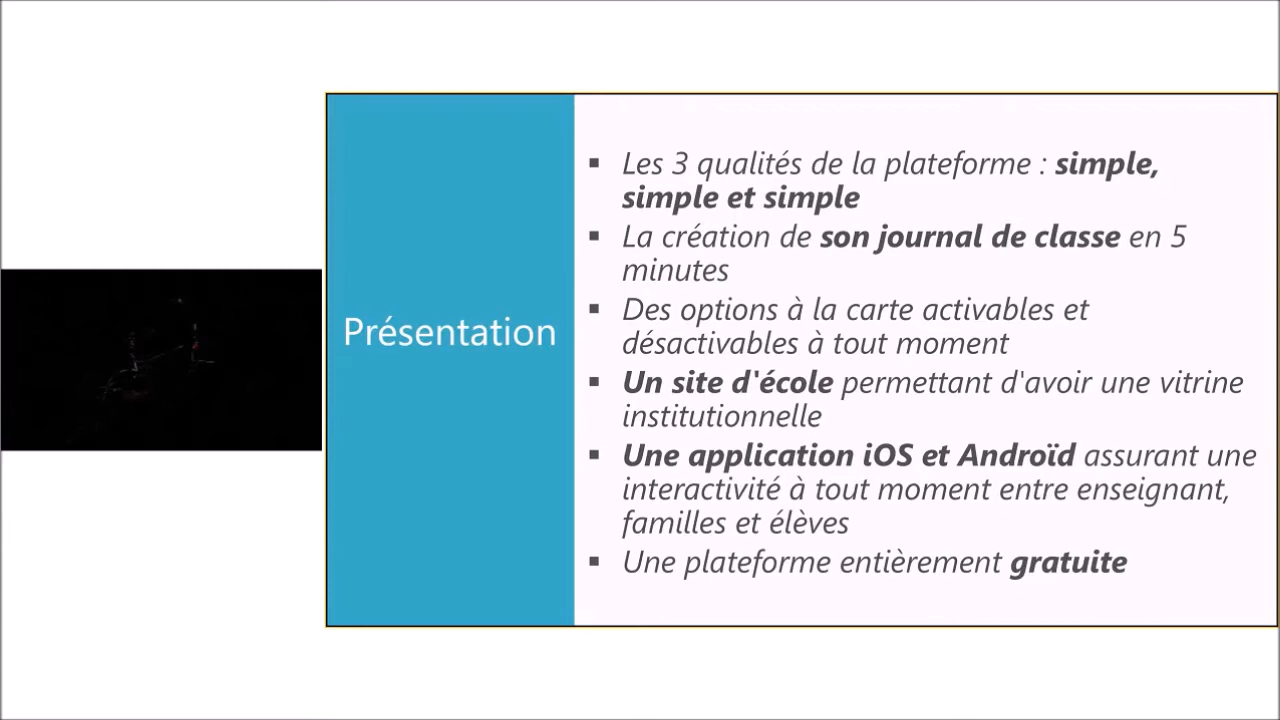 Présentation
▪ Les 3 qualités de la plateforme : simple,
simple et simple
▪ La création de son journal de classe en 5
minutes
▪ Des options à la carte activables et
désactivables à tout moment
▪ Un site d'école permettant d'avoir une vitrine
institutionnelle
▪ Une application iOS et Androïd assurant une
interactivité à tout moment entre enseignant,
familles et élèves
▪ Une plateforme entièrement gratuite